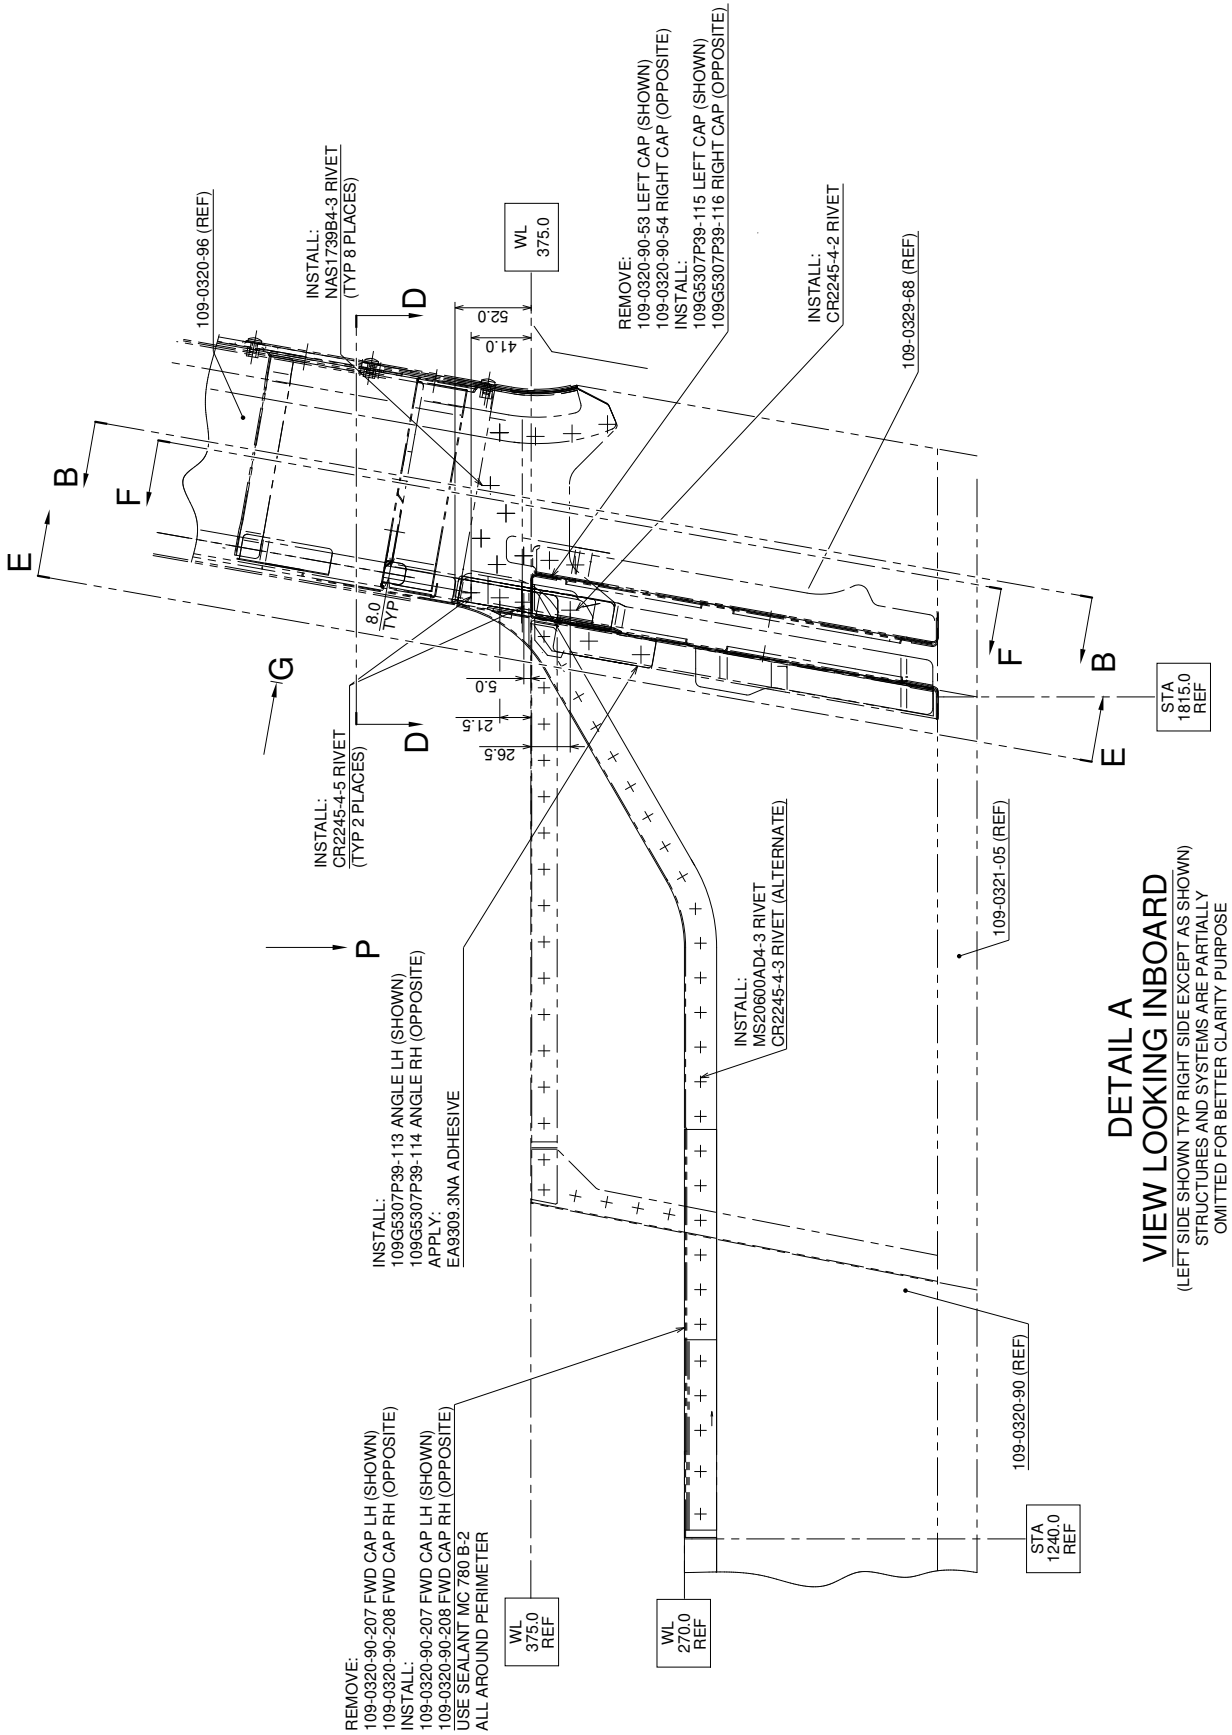 REMOVE:
109-0320-90-207 FWD CAP LH (SHOWN)
109-0320-90-208 FWD CAP RH (OPPOSITE)
INSTALL:
109-0320-90-207 FWD CAP LH (SHOWN)
109-0320-90-208 FWD CAP RH (OPPOSITE)
USE SEALANT MC 780 B-2
ALL AROUND PERIMETER
INSTALL:
109G5307P39-113 ANGLE LH (SHOWN)
109G5307P39-114 ANGLE RH (OPPOSITE)
APPLY:
EA9309.3NA ADHESIVE
P
INSTALL:
CR2245-4-5 RIVET
(TYP 2 PLACES)
G
E
B
F
109-0320-96 (REF)
INSTALL:
NAS1739B4-3 RIVET
(TYP 8 PLACES)
D
D
8.0
TYP
52.0
41.0
5.0
21.5
26.5
WL
375.0
WL
375.0
REF
WL
270.0
REF
REMOVE:
109-0320-90-53 LEFT CAP (SHOWN)
109-0320-90-54 RIGHT CAP (OPPOSITE)
INSTALL:
109G5307P39-115 LEFT CAP (SHOWN)
109G5307P39-116 RIGHT CAP (OPPOSITE)
INSTALL:
CR2245-4-2 RIVET
109-0329-68 (REF)
INSTALL:
MS20600AD4-3 RIVET
CR2245-4-3 RIVET (ALTERNATE)
F
B
E
STA
1815.0
REF
109-0321-05 (REF)
109-0320-90 (REF)
STA
1240.0
REF
DETAIL A
VIEW LOOKING INBOARD
(LEFT SIDE SHOWN TYP RIGHT SIDE EXCEPT AS SHOWN)
STRUCTURES AND SYSTEMS ARE PARTIALLY
OMITTED FOR BETTER CLARITY PURPOSE